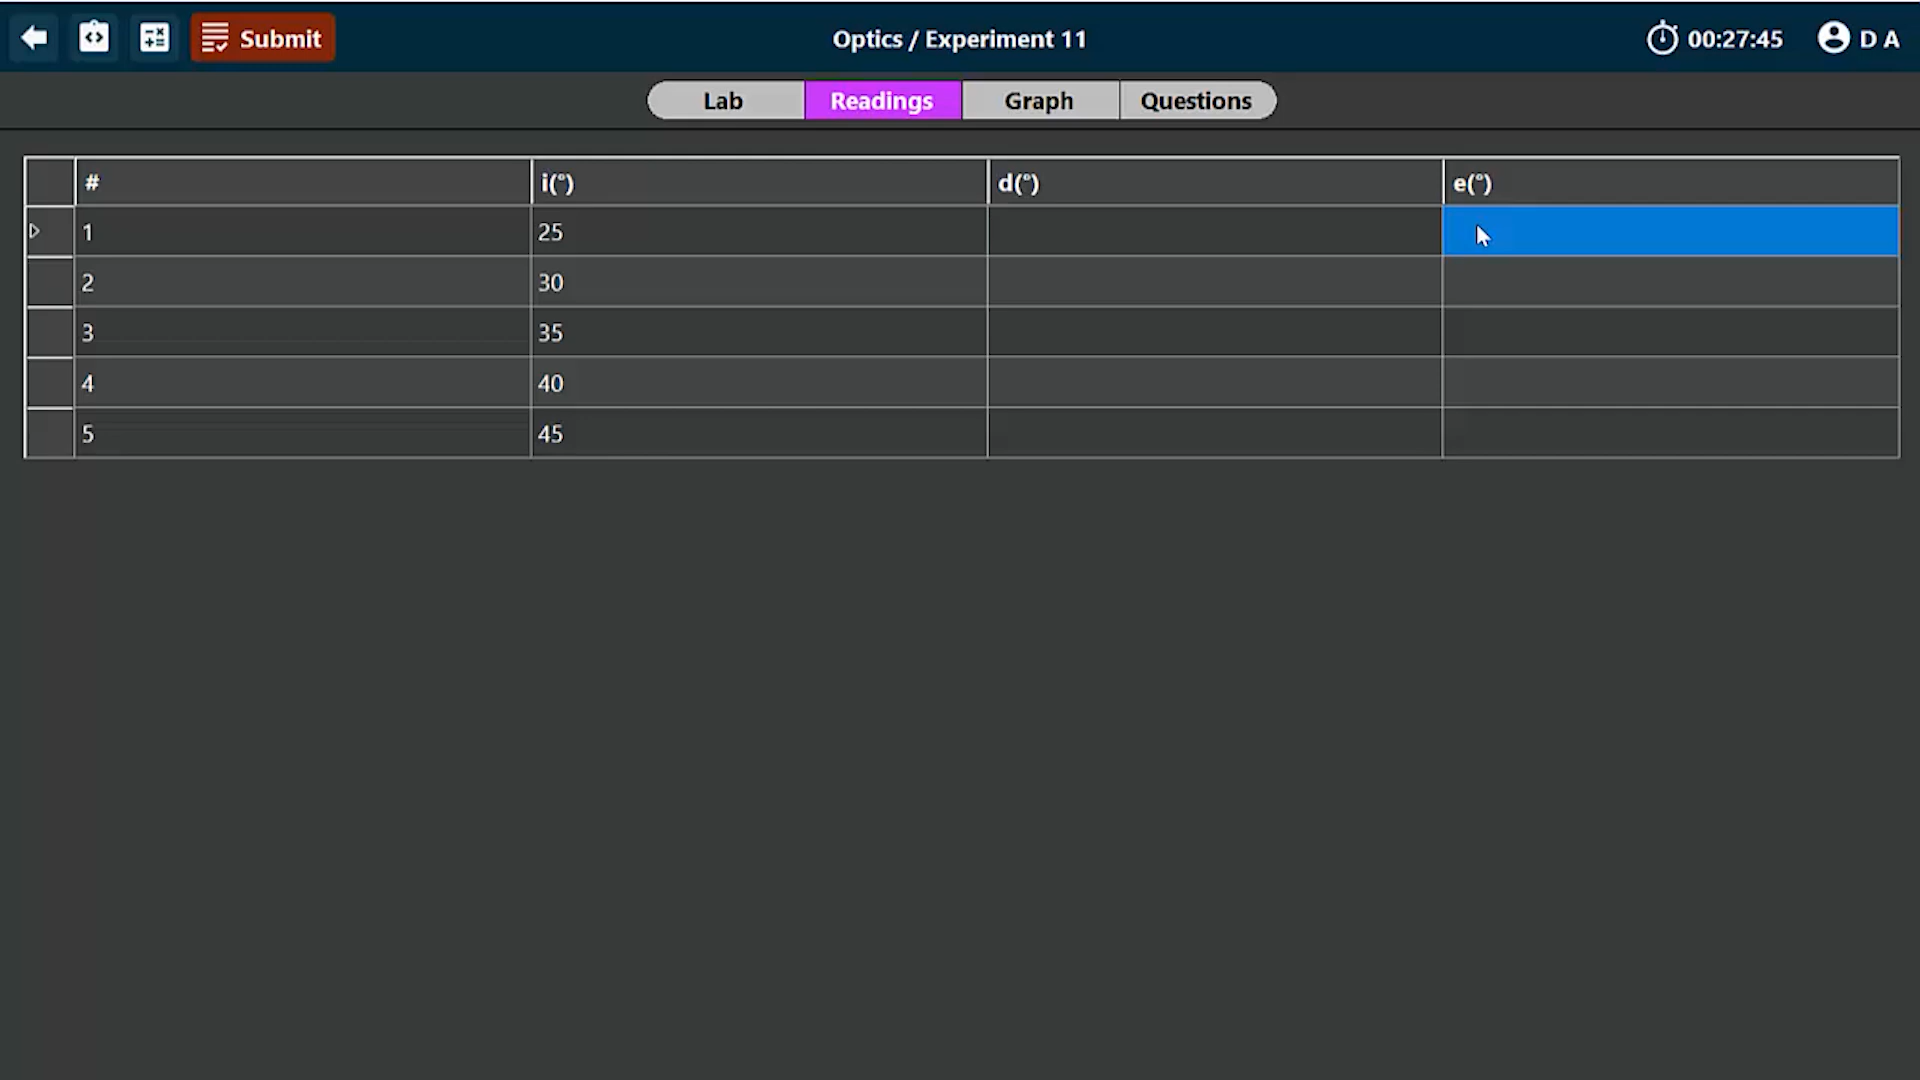 Submit
Optics / Experiment 11
00:27:45
D A
Lab Readings Graph Questions
# i(°) d(°) e(°)
1 25
2 30
3 35
4 40
5 45